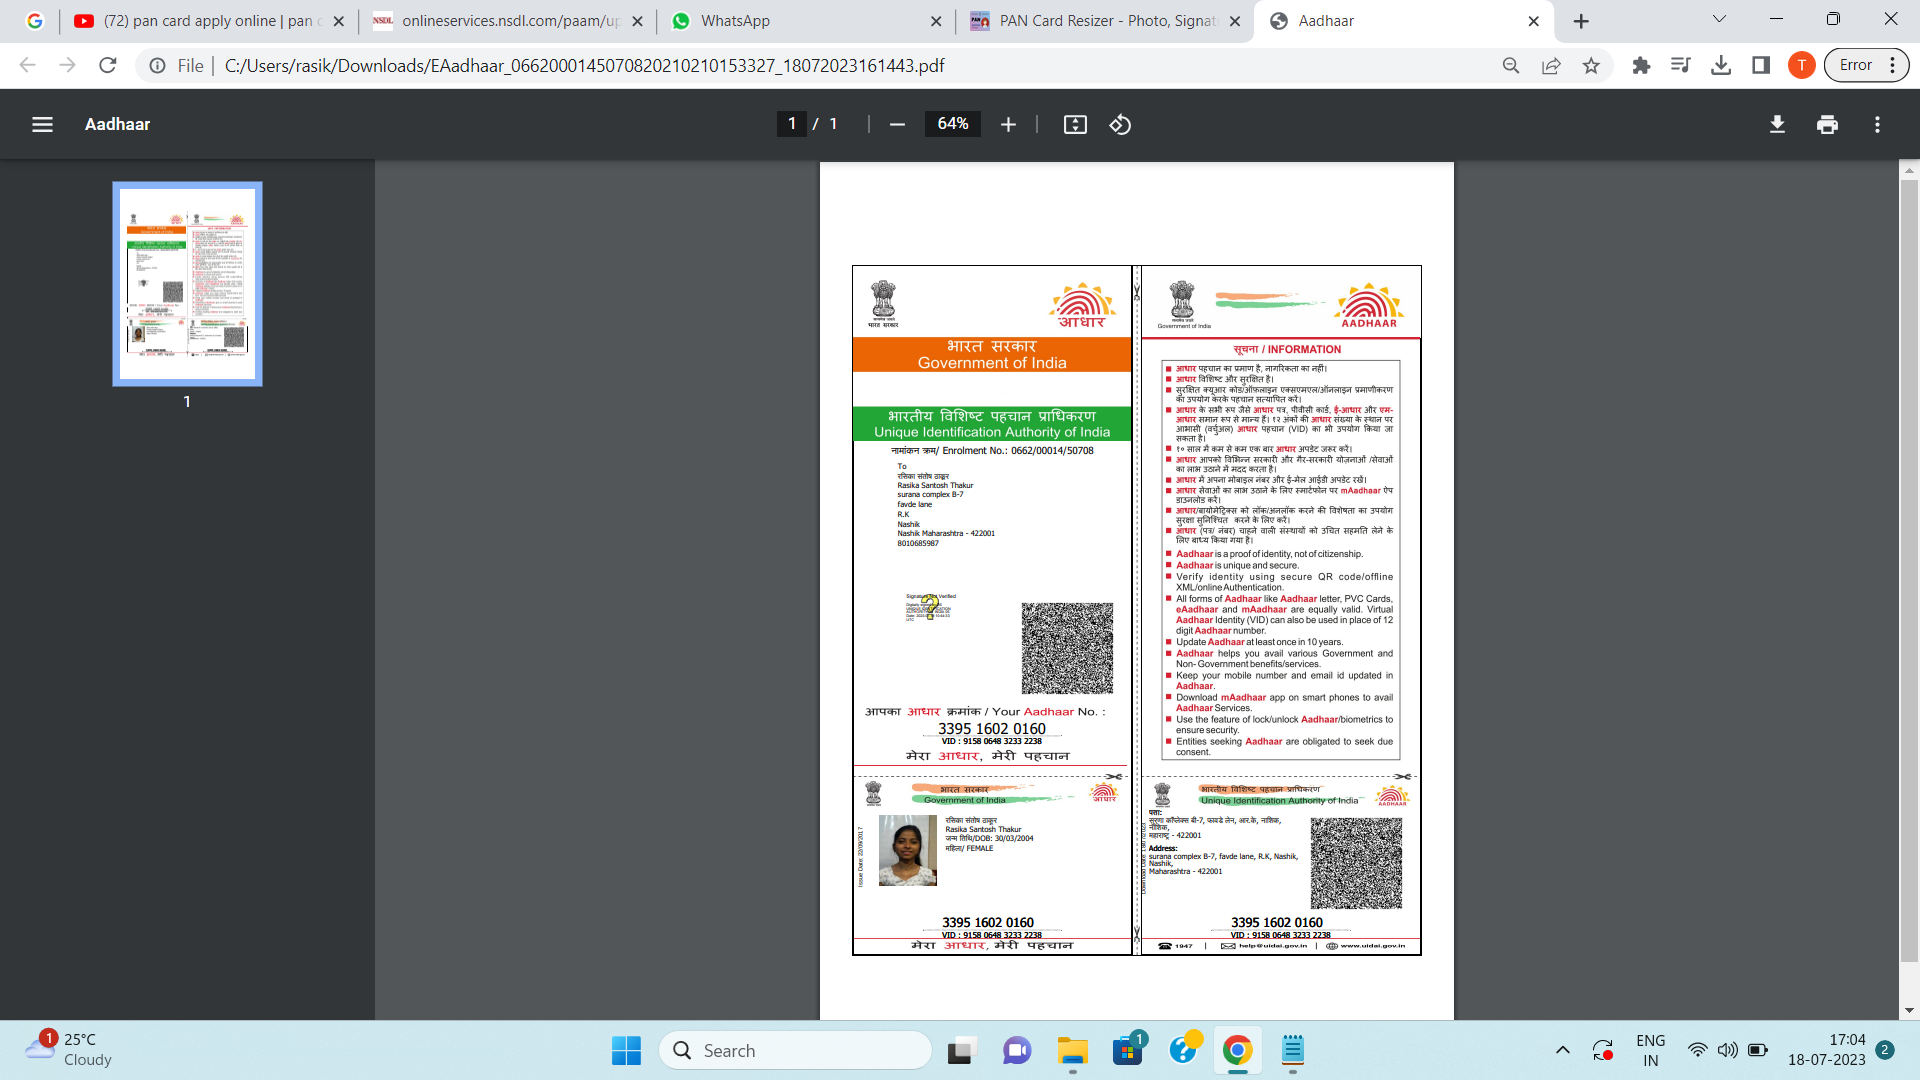 (72) pan card apply online | pan c
onlineservices.nsdl.com/paam/up
WhatsApp
PAN Card Resizer - Photo, Signat
Aadhaar
File
C:/Users/rasik/Downloads/EAadhaar_0662000145070820210210153327_18072023161443.pdf
Error
Aadhaar
1 / 1
64%
1
भारत सरकार
आधार
भारत सरकार
Government of India
भारतीय विशिष्ट पहचान प्राधिकरण
Unique Identification Authority of India
नामांकन क्रम/ Enrolment No.: 0662/00014/50708
To
रसिका संतोष ठाकूर
Rasika Santosh Thakur
surana complex B-7
favde lane
R.K
Nashik
Nashik Maharashtra - 422001
8010685987
आपका आधार क्रमांक / Your Aadhaar No. :
3395 1602 0160
VID : 9158 0648 3233 2238
मेरा आधार, मेरी पहचान
Government of India
AADHAAR
सूचना / INFORMATION
आधार पहचान का प्रमाण है, नागरिकता का नहीं।
आधार विशिष्ट और सुरक्षित है।
सुरक्षित क्यूआर कोड/ऑफ़लाइन एक्सएमएल/ऑनलाइन प्रमाणीकरण
का उपयोग करके पहचान सत्यापित करें।
आधार के सभी रूप जैसे आधार पत्र, पीवीसी कार्ड, ई-आधार और एम-
आधार समान रूप से मान्य हैं। १२ अंकों की आधार संख्या के स्थान पर
आभासी (वर्चुअल) आधार पहचान (VID) का भी उपयोग किया जा
सकता है।
१० साल में कम से कम एक बार आधार अपडेट जरूर करें।
आधार आपको विभिन्न सरकारी और गैर-सरकारी योजनाओं /सेवाओं
का लाभ उठाने में मदद करता है।
आधार में अपना मोबाइल नंबर और ई-मेल आईडी अपडेट रखें।
आधार सेवाओं का लाभ उठाने के लिए स्मार्टफोन पर mAadhaar ऐप
डाउनलोड करें।
आधार/बायोमेट्रिक्स को लॉक/अनलॉक करने की विशेषता का उपयोग
सुरक्षा सुनिश्चित करने के लिए करें।
आधार (पत्र/ नंबर) चाहने वाली संस्थायों को उचित सहमति लेने के
लिए बाध्य किया गया है।
Aadhaar is a proof of identity, not of citizenship.
Aadhaar is unique and secure.
Verify identity using secure QR code/offline
XML/online Authentication.
All forms of Aadhaar like Aadhaar letter, PVC Cards,
eAadhaar and mAadhaar are equally valid. Virtual
Aadhaar Identity (VID) can also be used in place of 12
digit Aadhaar number.
Update Aadhaar at least once in 10 years.
Aadhaar helps you avail various Government and
Non- Government benefits/services.
Keep your mobile number and email id updated in
Aadhaar.
Download mAadhaar app on smart phones to avail
Aadhaar Services.
Use the feature of lock/unlock Aadhaar/biometrics to
ensure security.
Entities seeking Aadhaar are obligated to seek due
consent.
भारत सरकार
Government of India
आधार
Issue Date: 22/09/2017
रसिका संतोष ठाकूर
Rasika Santosh Thakur
जन्म तिथि/DOB: 30/03/2004
महिला/ FEMALE
3395 1602 0160
VID : 9158 0648 3233 2238
मेरा आधार, मेरी पहचान
भारतीय विशिष्ट पहचान प्राधिकरण
Unique Identification Authority of India
AADHAAR
पत्ता:
सुराणा कॉंप्लेक्स बी-7, फावडे लेन, आर.के, नाशिक,
नाशिक,
महाराष्ट्र - 422001
Address:
surana complex B-7, favde lane, R.K, Nashik,
Nashik,
Maharashtra - 422001
3395 1602 0160
VID : 9158 0648 3233 2238
1947 | help@uidai.gov.in | www.uidai.gov.in
1
25°C
Cloudy
Search
1
ENG
IN
17:04
18-07-2023
2